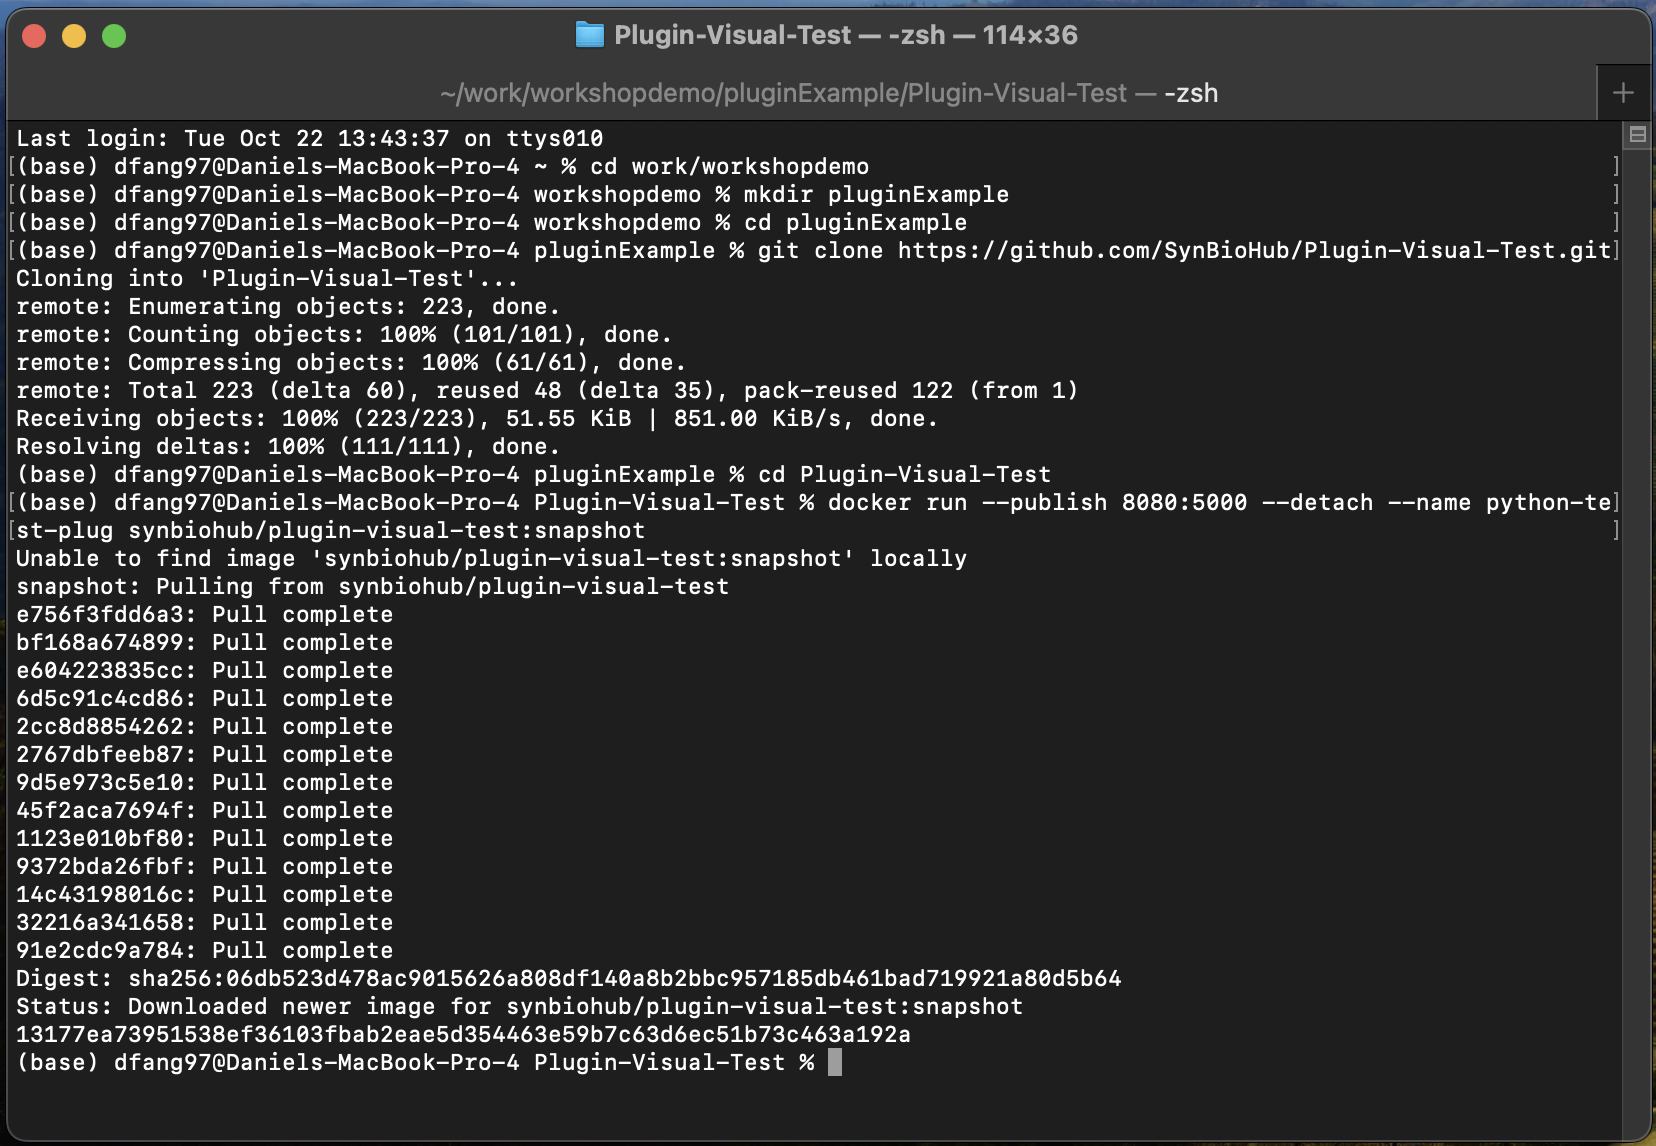 Plugin-Visual-Test — -zsh — 114×36
~/work/workshopdemo/pluginExample/Plugin-Visual-Test — -zsh
Last login: Tue Oct 22 13:43:37 on ttys010
[(base) dfang97@Daniels-MacBook-Pro-4 ~ % cd work/workshopdemo ]
[(base) dfang97@Daniels-MacBook-Pro-4 workshopdemo % mkdir pluginExample ]
[(base) dfang97@Daniels-MacBook-Pro-4 workshopdemo % cd pluginExample ]
[(base) dfang97@Daniels-MacBook-Pro-4 pluginExample % git clone https://github.com/SynBioHub/Plugin-Visual-Test.git]
Cloning into 'Plugin-Visual-Test'...
remote: Enumerating objects: 223, done.
remote: Counting objects: 100% (101/101), done.
remote: Compressing objects: 100% (61/61), done.
remote: Total 223 (delta 60), reused 48 (delta 35), pack-reused 122 (from 1)
Receiving objects: 100% (223/223), 51.55 KiB | 851.00 KiB/s, done.
Resolving deltas: 100% (111/111), done.
(base) dfang97@Daniels-MacBook-Pro-4 pluginExample % cd Plugin-Visual-Test
[(base) dfang97@Daniels-MacBook-Pro-4 Plugin-Visual-Test % docker run --publish 8080:5000 --detach --name python-te]
[st-plug synbiohub/plugin-visual-test:snapshot ]
Unable to find image 'synbiohub/plugin-visual-test:snapshot' locally
snapshot: Pulling from synbiohub/plugin-visual-test
e756f3fdd6a3: Pull complete
bf168a674899: Pull complete
e604223835cc: Pull complete
6d5c91c4cd86: Pull complete
2cc8d8854262: Pull complete
2767dbfeeb87: Pull complete
9d5e973c5e10: Pull complete
45f2aca7694f: Pull complete
1123e010bf80: Pull complete
9372bda26fbf: Pull complete
14c43198016c: Pull complete
32216a341658: Pull complete
91e2cdc9a784: Pull complete
Digest: sha256:06db523d478ac9015626a808df140a8b2bbc957185db461bad719921a80d5b64
Status: Downloaded newer image for synbiohub/plugin-visual-test:snapshot
13177ea73951538ef36103fbab2eae5d354463e59b7c63d6ec51b73c463a192a
(base) dfang97@Daniels-MacBook-Pro-4 Plugin-Visual-Test %